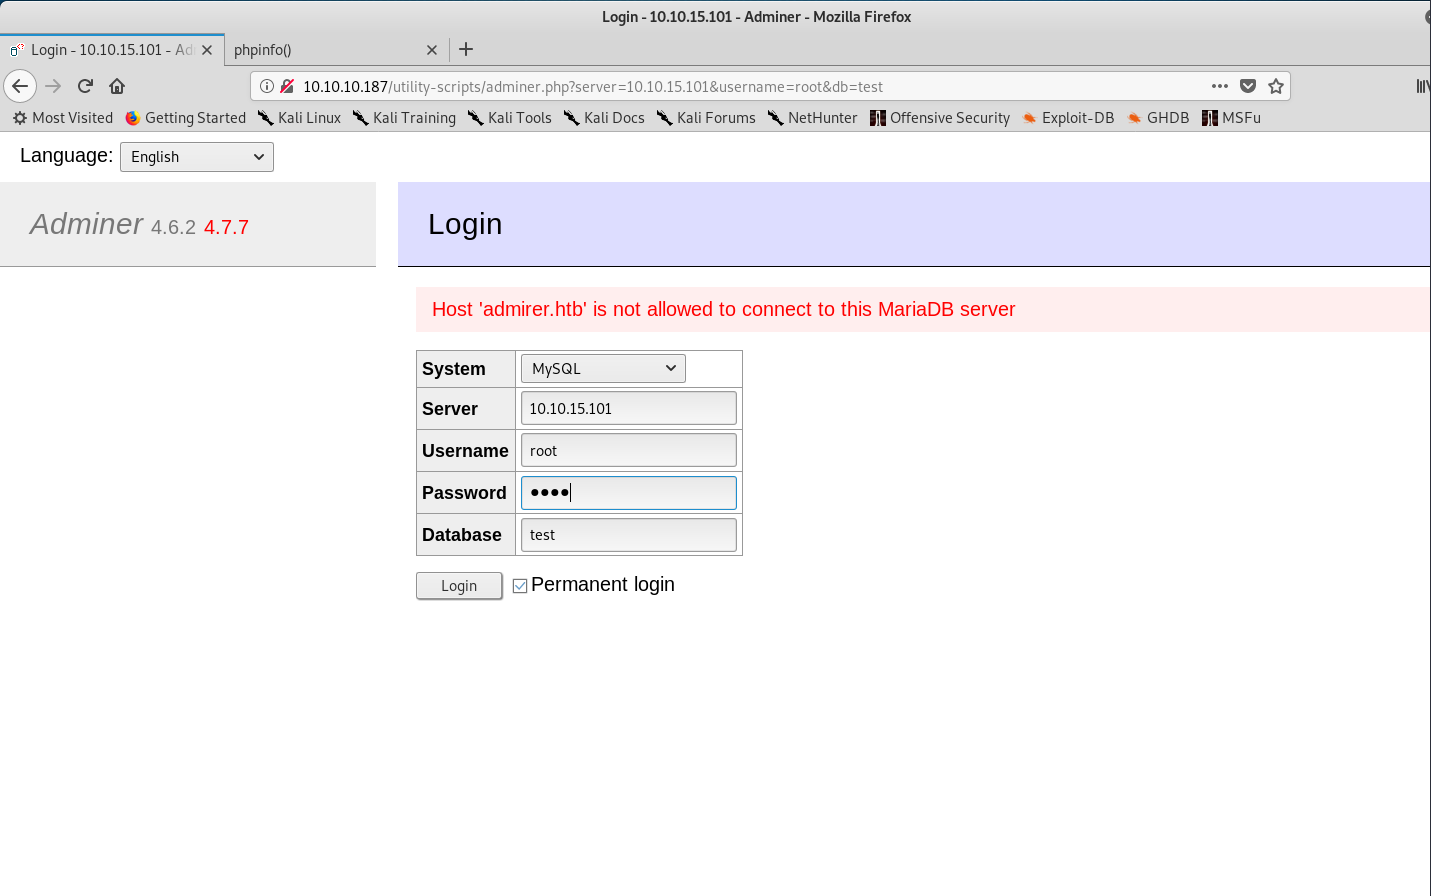 Login - 10.10.15.101 - Adminer - Mozilla Firefox
Login - 10.10.15.101 - Ad
phpinfo()
10.10.10.187/utility-scripts/adminer.php?server=10.10.15.101&username=root&db=test
Most Visited Getting Started Kali Linux Kali Training Kali Tools Kali Docs Kali Forums NetHunter Offensive Security Exploit-DB GHDB MSFu
Language: English
Adminer 4.6.2 4.7.7
Login
Host 'admirer.htb' is not allowed to connect to this MariaDB server
System MySQL
Server 10.10.15.101
Username root
Password ●●●●
Database test
Login Permanent login